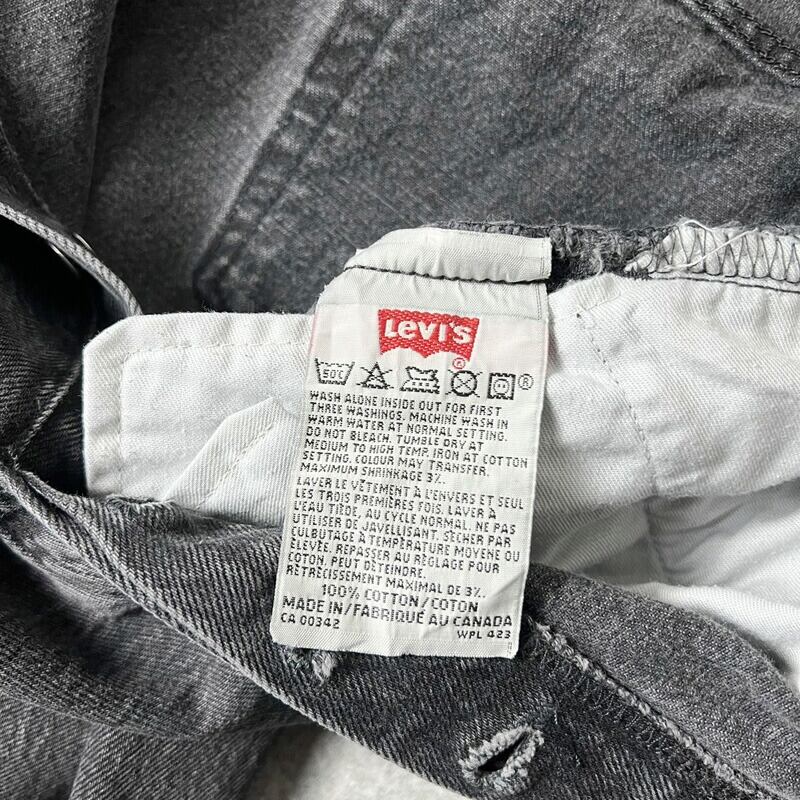 Levi's
®
50C ®
WASH ALONE INSIDE OUT FOR FIRST
THREE WASHINGS. MACHINE WASH IN
WARM WATER AT NORMAL SETTING.
DO NOT BLEACH. TUMBLE DRY AT
MEDIUM TO HIGH TEMP. IRON AT COTTON
SETTING. COLOUR MAY TRANSFER.
MAXIMUM SHRINKAGE 3%.
LAVER LE VÊTEMENT À L'ENVERS ET SEUL
LES TROIS PREMIÈRES FOIS. LAVER À
L'EAU TIÈDE, AU CYCLE NORMAL. NE PAS
UTILISER DE JAVELLISANT. SÉCHER PAR
CULBUTAGE À TEMPÉRATURE MOYENNE OU
ÉLEVÉE. REPASSER AU RÉGLAGE POUR
COTON. PEUT DÉTEINDRE.
RÉTRÉCISSEMENT MAXIMAL DE 3%.
100% COTTON/COTON
MADE IN/FABRIQUÉ AU CANADA
CA 00342 WPL 423